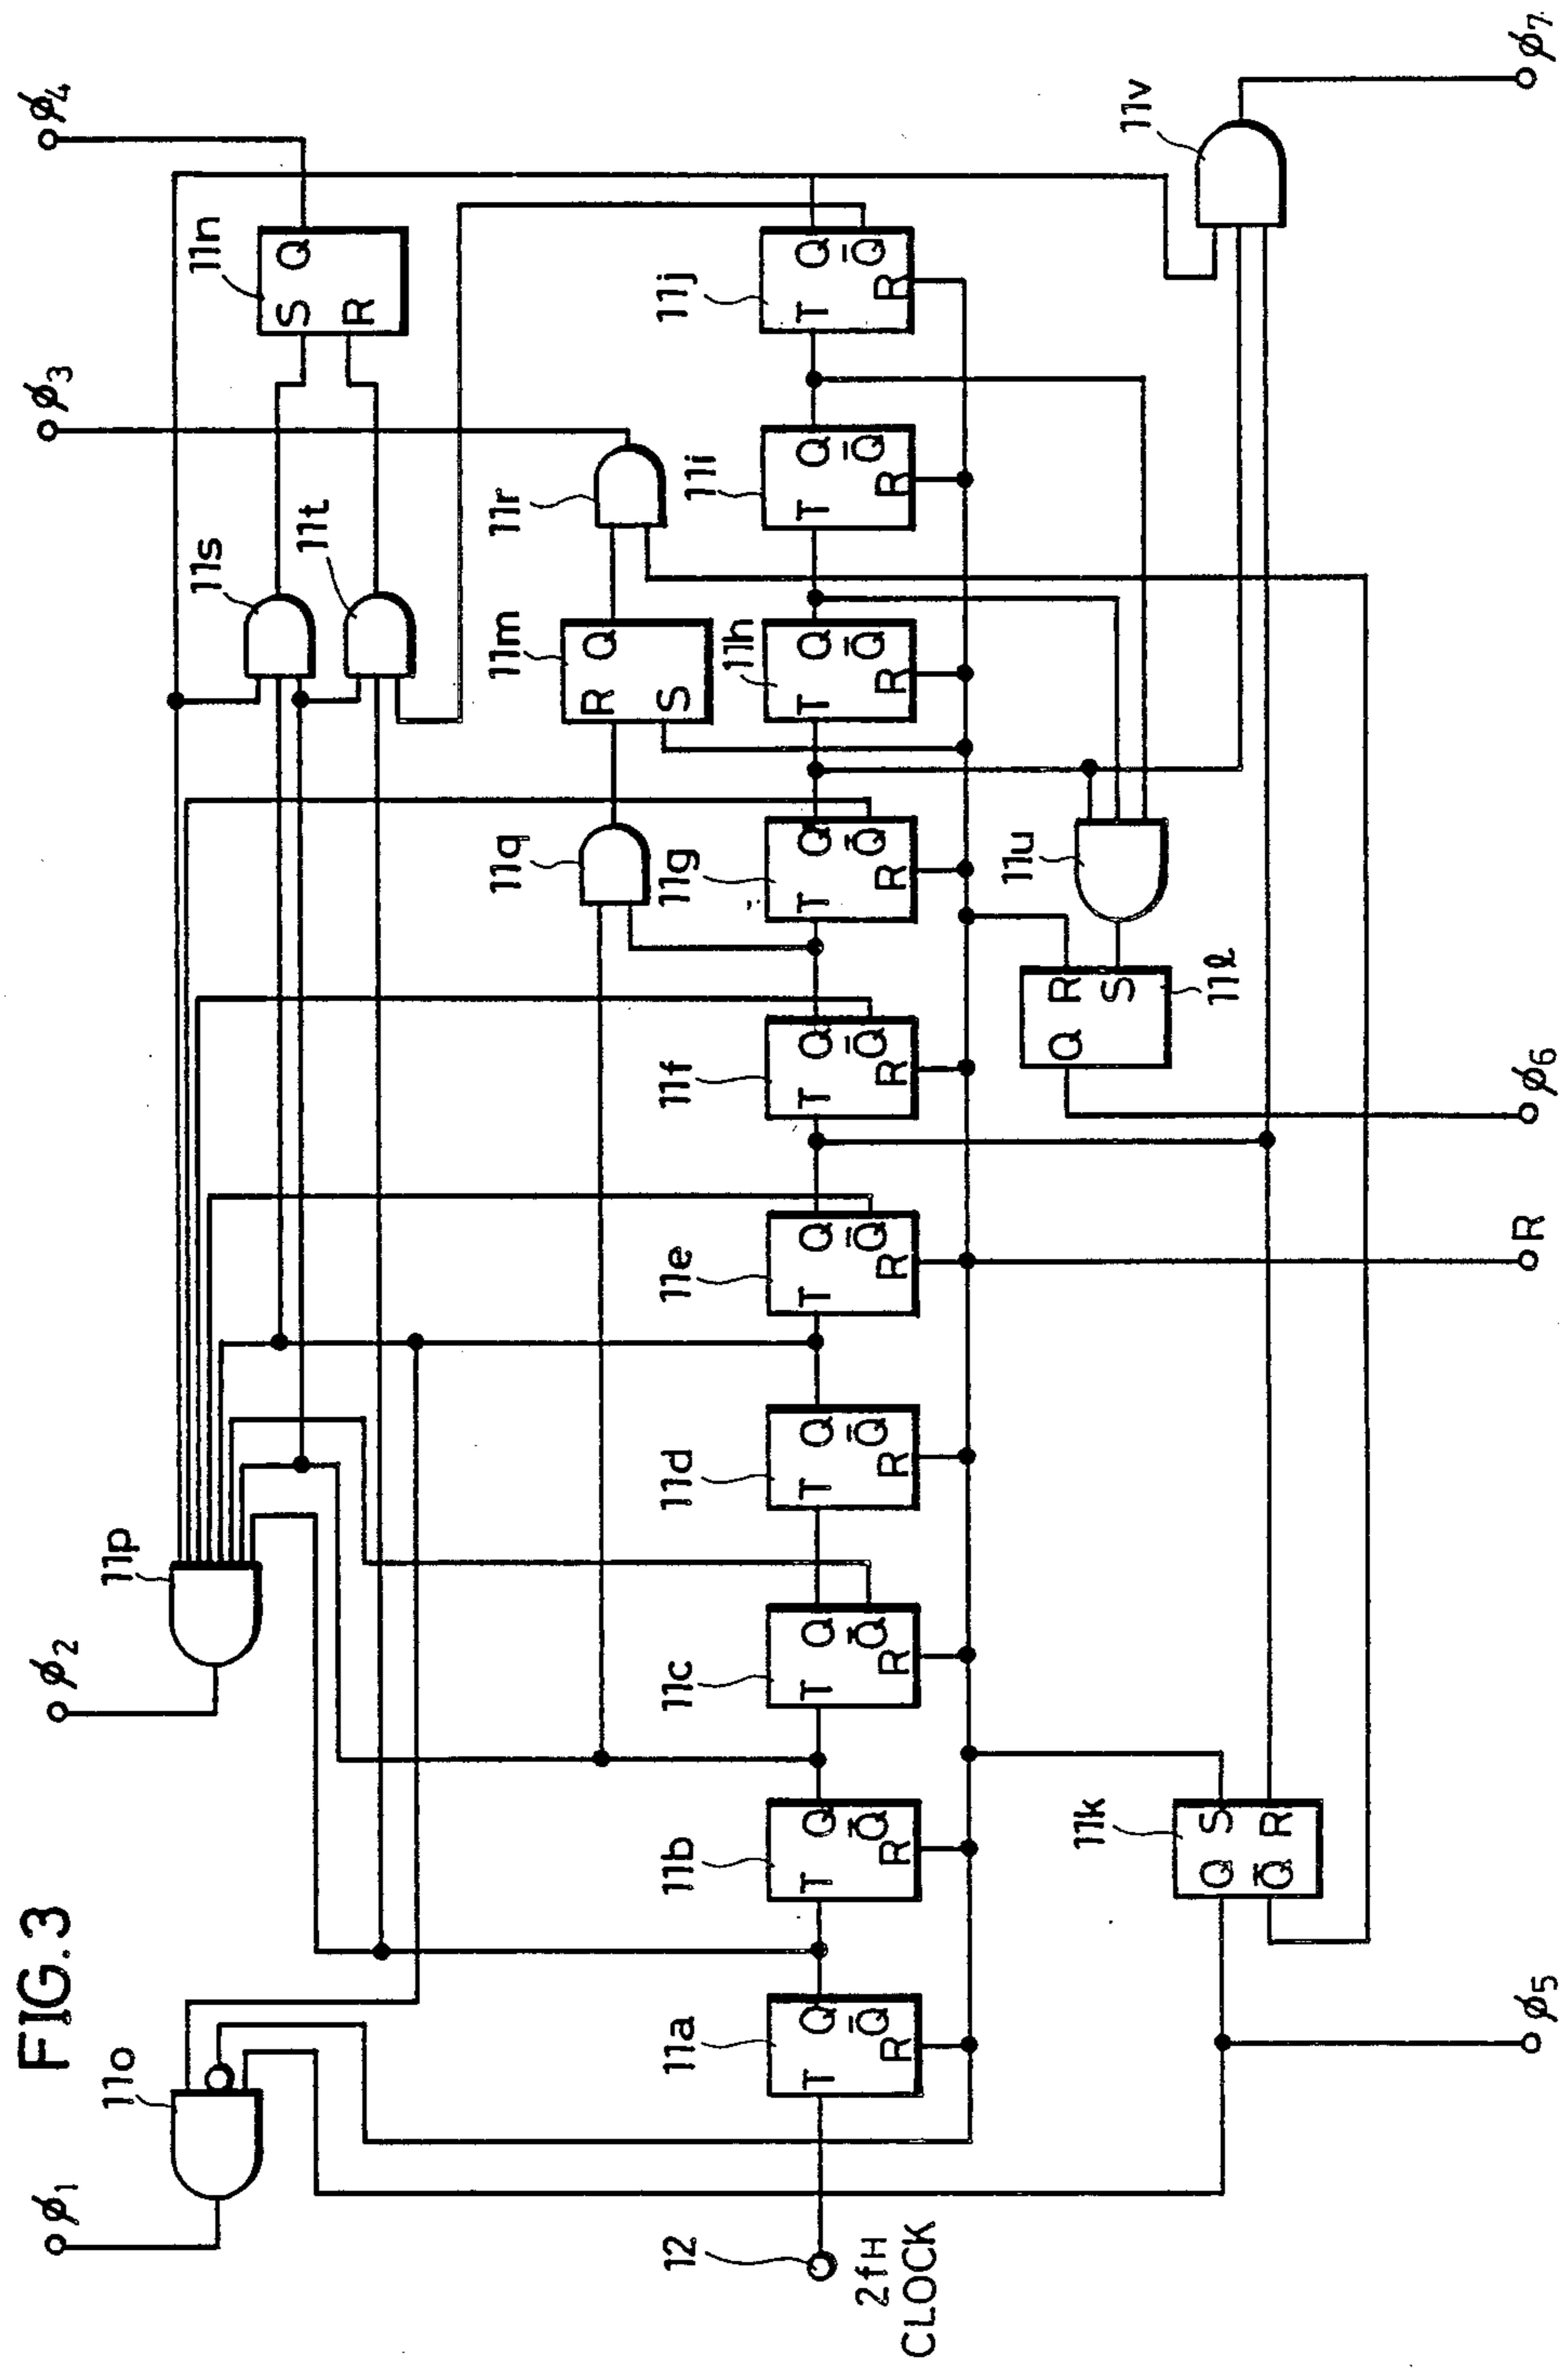 FIG.3
ϕ1
ϕ2
ϕ3
ϕ4
11o
11p
11s
11t
11n
S Q
R
11q
11m
R Q
S
11r
12
2fH
CLOCK
11a
T Q
Q̅
R
11b
T Q
Q̅
R
11c
T Q
Q̅
R
11d
T Q
Q̅
R
11e
T Q
Q̅
R
11f
T Q
Q̅
R
11g
T Q
Q̅
R
11h
T Q
Q̅
R
11i
T Q
Q̅
R
11j
T Q
Q̅
R
11k
Q S
Q̅ R
11ℓ
Q R
S
11u
11v
ϕ5
R
ϕ6
ϕ7